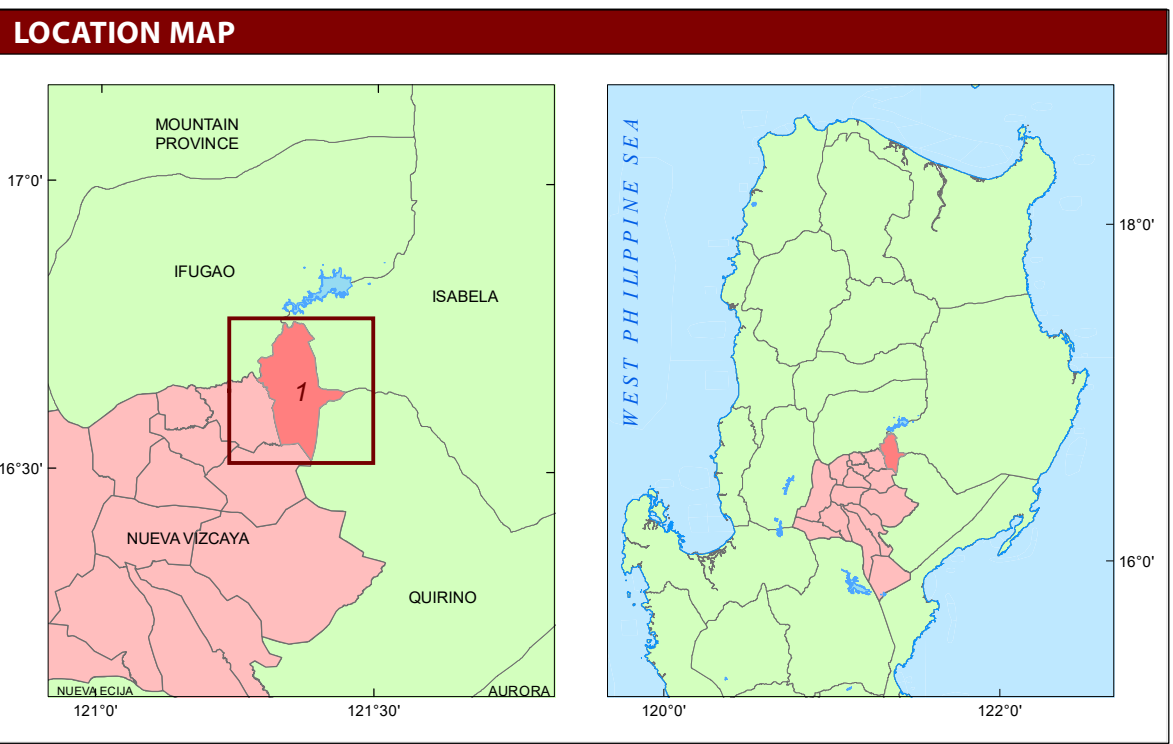 LOCATION MAP
MOUNTAIN
PROVINCE
17°0'
IFUGAO
ISABELA
1
16°30'
NUEVA VIZCAYA
QUIRINO
NUEVA ECIJA
AURORA
121°0'
121°30'
WEST PHILIPPINE SEA
18°0'
16°0'
120°0'
122°0'